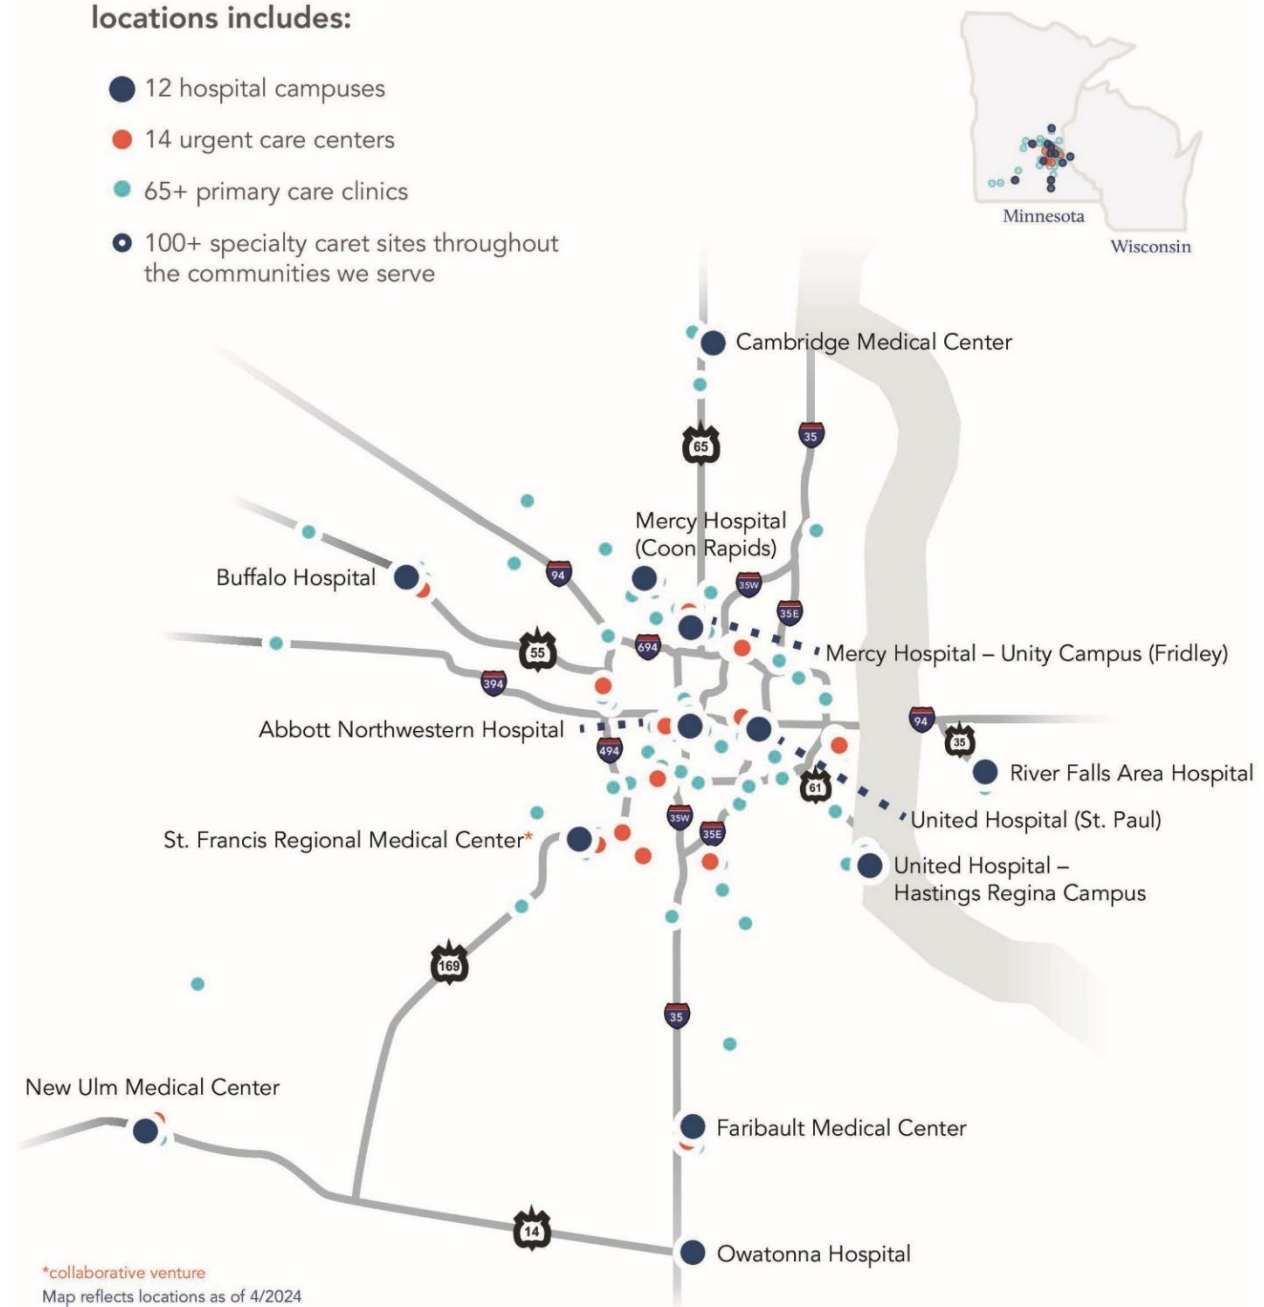 locations includes:
12 hospital campuses
14 urgent care centers
65+ primary care clinics
100+ specialty caret sites throughout
the communities we serve
Minnesota
Wisconsin
Cambridge Medical Center
65
35
Mercy Hospital
(Coon Rapids)
Buffalo Hospital
94
35W
35E
55
694
Mercy Hospital – Unity Campus (Fridley)
394
Abbott Northwestern Hospital
94
35
494
River Falls Area Hospital
61
35W
United Hospital (St. Paul)
35E
St. Francis Regional Medical Center*
United Hospital –
Hastings Regina Campus
169
35
New Ulm Medical Center
Faribault Medical Center
14
Owatonna Hospital
*collaborative venture
Map reflects locations as of 4/2024